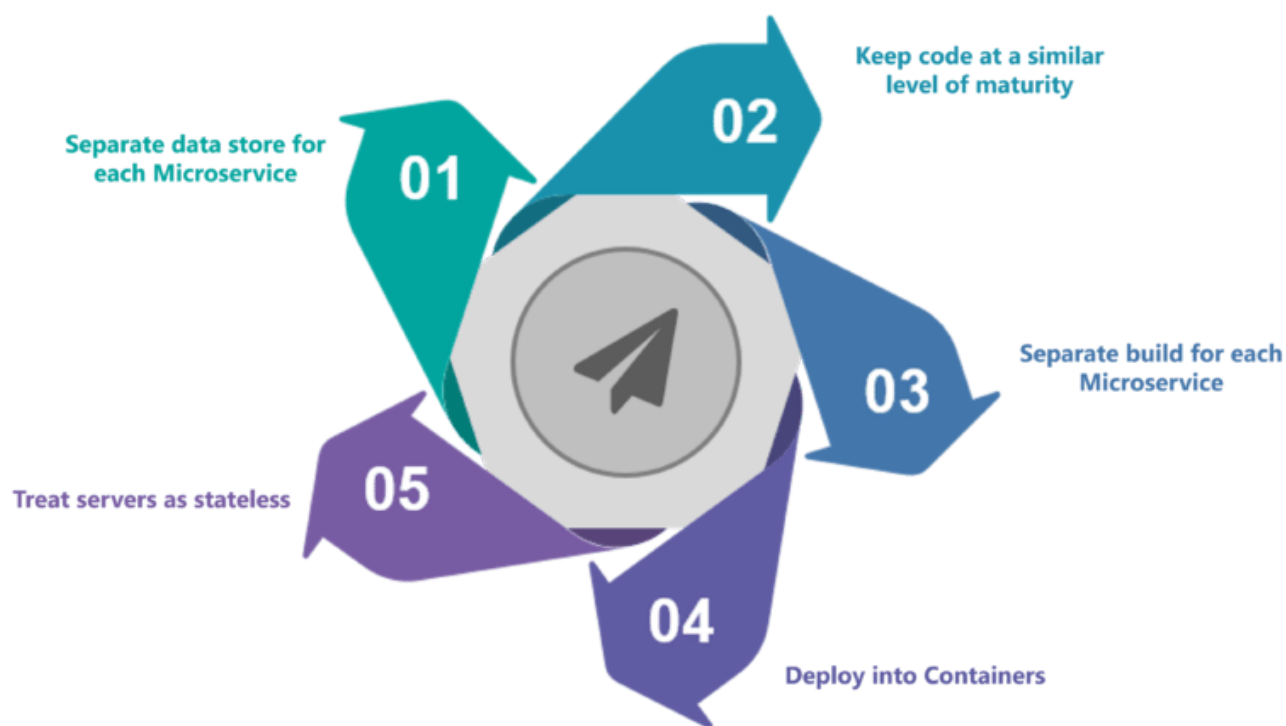 01
Separate data store for
each Microservice
02
Keep code at a similar
level of maturity
03
Separate build for each
Microservice
04
Deploy into Containers
05
Treat servers as stateless